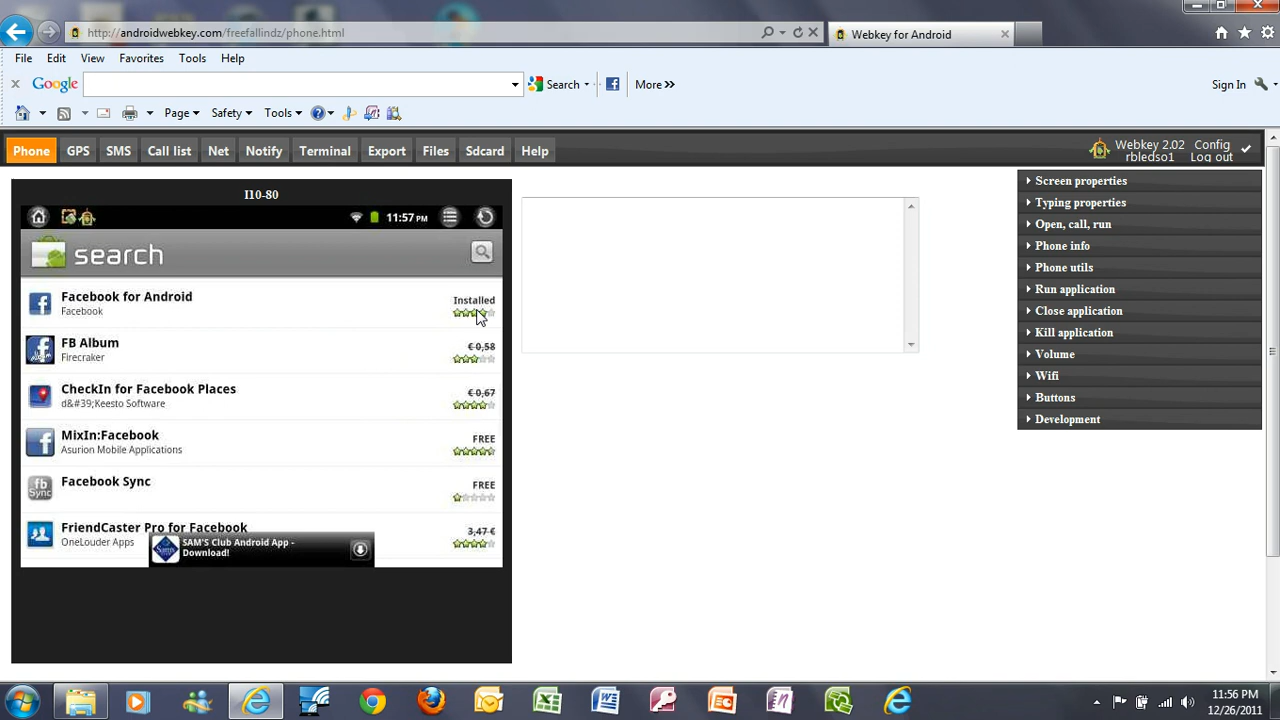 http://androidwebkey.com/freefallindz/phone.html
Webkey for Android
File Edit View Favorites Tools Help
Google Search More »
Sign In
Page Safety Tools
Phone GPS SMS Call list Net Notify Terminal Export Files Sdcard Help
Webkey 2.02 Config
rbledso1 Log out
I10-80
11:57 PM
search
Facebook for Android
Installed
Facebook
FB Album
€ 0,58
Firecraker
CheckIn for Facebook Places
€ 0,67
d&#39;Keesto Software
MixIn:Facebook
FREE
Asurion Mobile Applications
fb Sync
Facebook Sync
FREE
FriendCaster Pro for Facebook
3,47 €
OneLouder Apps
SAM'S Club Android App -
Download!
Screen properties
Typing properties
Open, call, run
Phone info
Phone utils
Run application
Close application
Kill application
Volume
Wifi
Buttons
Development
11:56 PM
12/26/2011